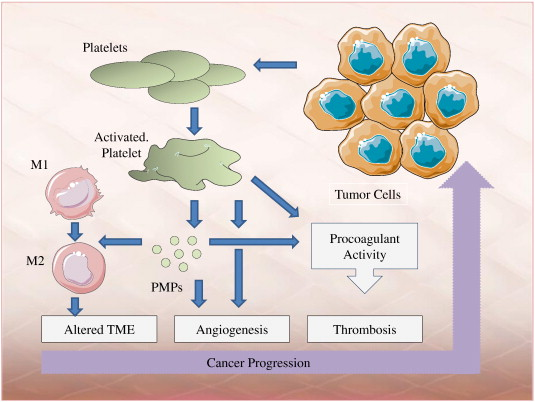 Platelets
Activated.
Platelet
M1
Tumor Cells
Procoagulant
Activity
M2
PMPs
Altered TME
Angiogenesis
Thrombosis
Cancer Progression